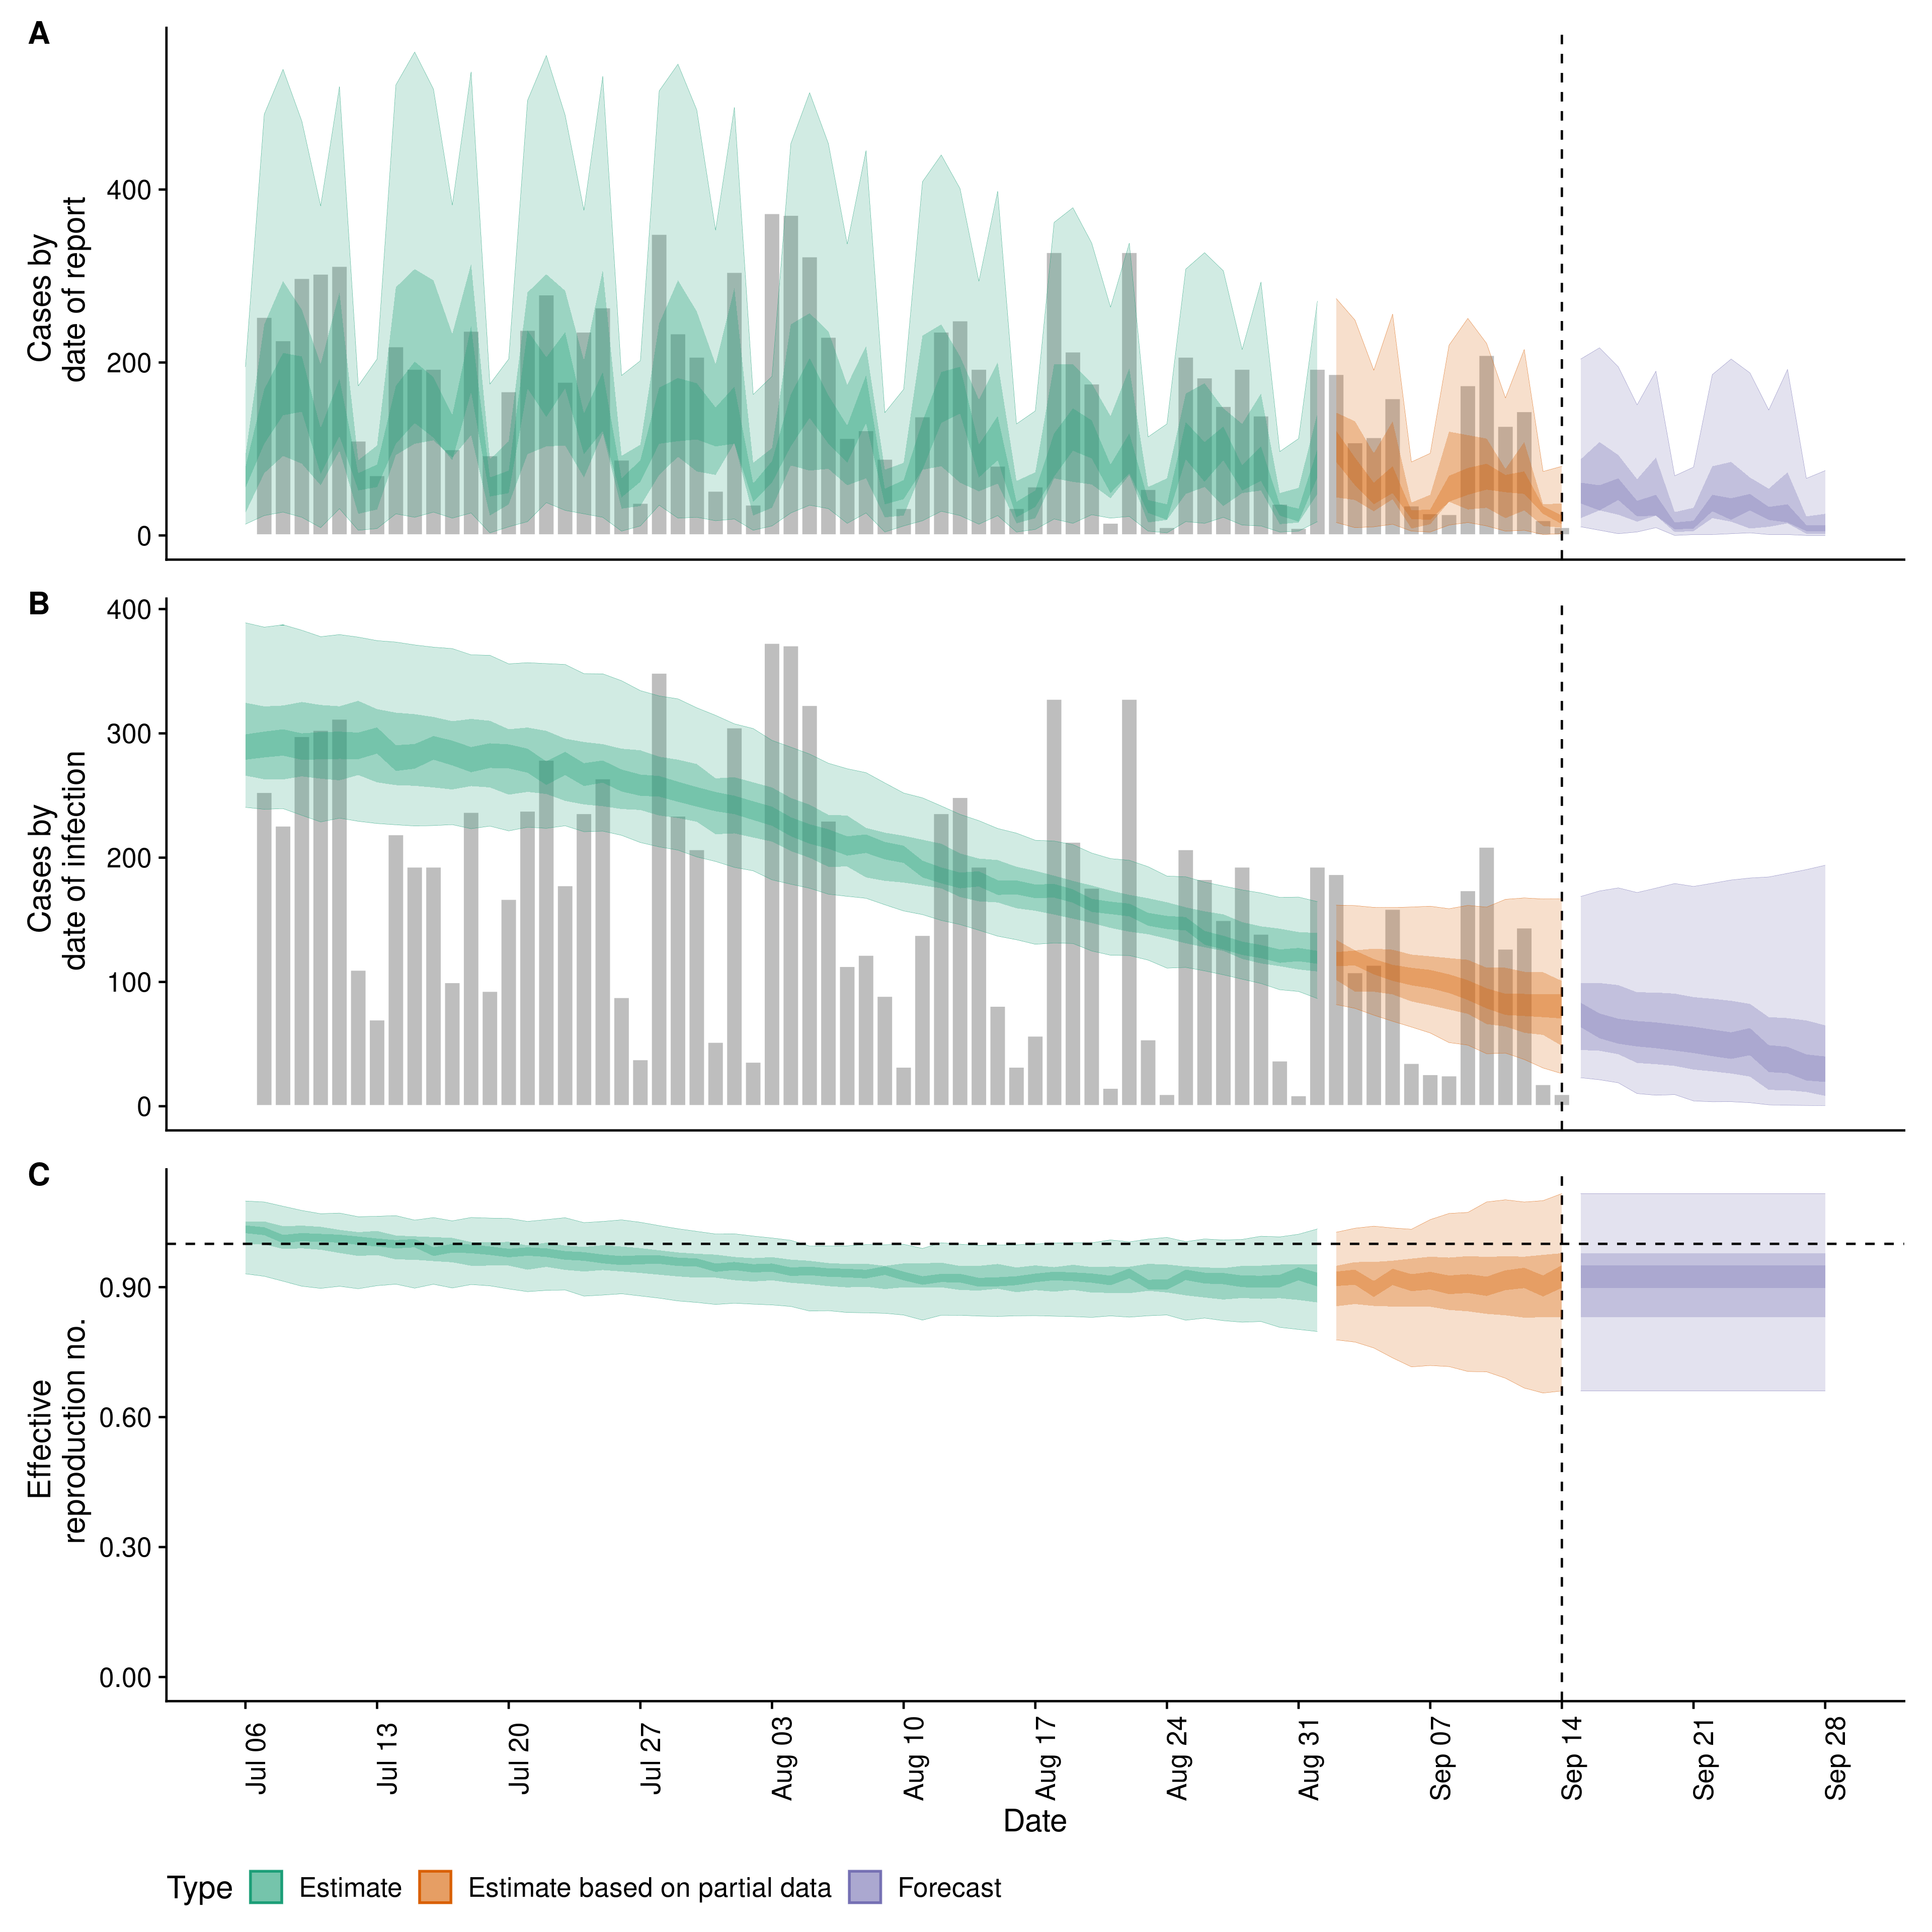 A
Cases by
date of report
400
200
0
B
Cases by
date of infection
400
300
200
100
0
C
Effective
reproduction no.
0.90
0.60
0.30
0.00
Jul 06
Jul 13
Jul 20
Jul 27
Aug 03
Aug 10
Aug 17
Aug 24
Aug 31
Sep 07
Sep 14
Sep 21
Sep 28
Date
Type
Estimate
Estimate based on partial data
Forecast